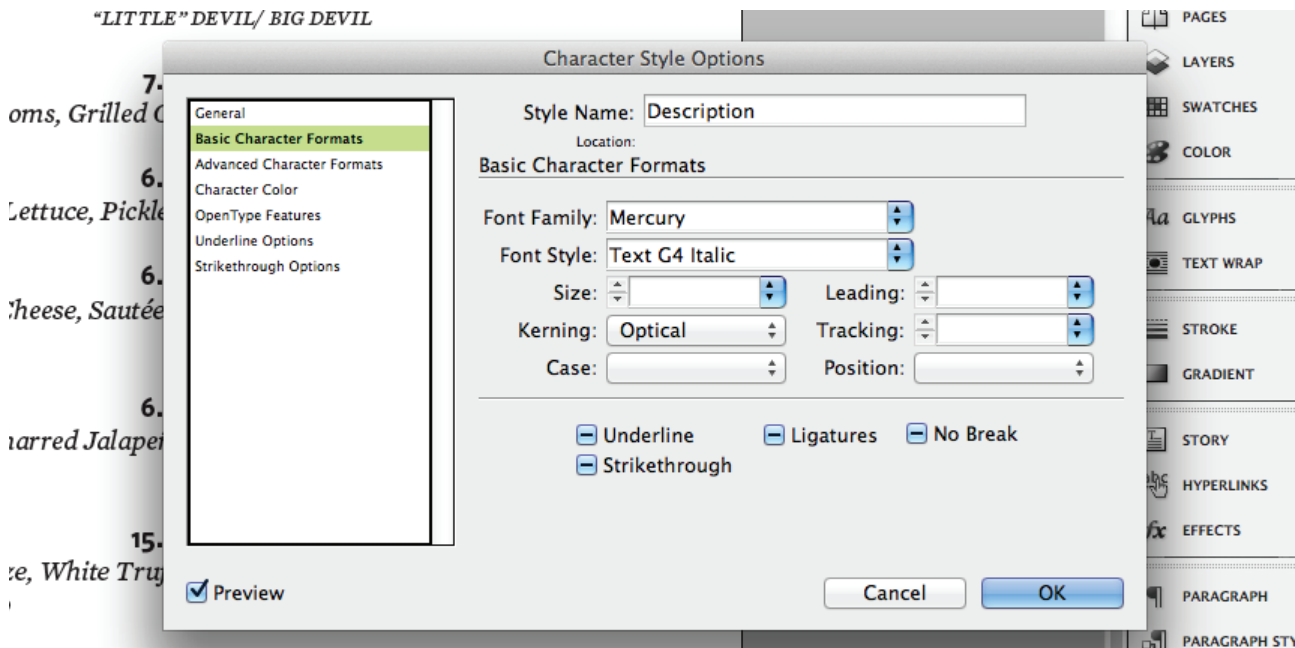 “LITTLE” DEVIL/ BIG DEVIL
PAGES
Character Style Options
LAYERS
7.
oms, Grilled
General
Style Name: Description
SWATCHES
Basic Character Formats
Location:
Advanced Character Formats
Basic Character Formats
COLOR
6.
Character Color
Lettuce, Pickle
OpenType Features
Font Family: Mercury
Aa GLYPHS
Underline Options
Font Style: Text G4 Italic
TEXT WRAP
6.
Strikethrough Options
Size:
Leading:
Cheese, Sautée
Kerning: Optical
Tracking:
STROKE
Case:
Position:
GRADIENT
6.
Underline
Ligatures
No Break
STORY
Strikethrough
HYPERLINKS
15.
fx EFFECTS
ze, White Truf
Preview
Cancel
OK
PARAGRAPH
PARAGRAPH STY